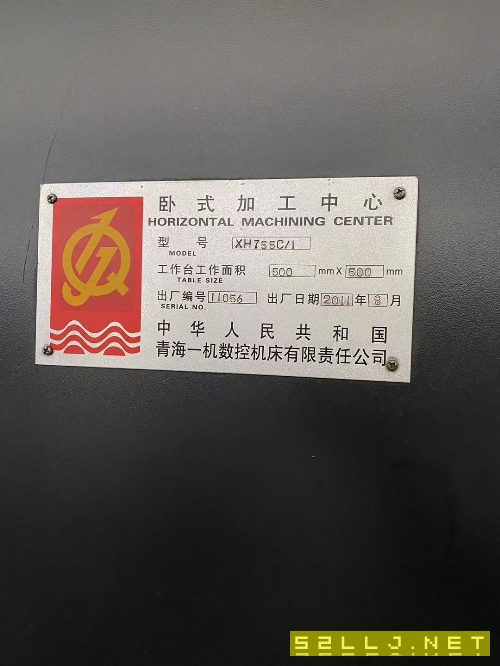 卧式加工中心
HORIZONTAL MACHINING CENTER
型号 XH755C/1
MODEL
工作台工作面积 500 mm X 500 mm
TABLE SIZE
出厂编号 11056 出厂日期 2011 年 8 月
SERIAL NO.
中华人民共和国
青海一机数控机床有限责任公司
52LLJ.NET